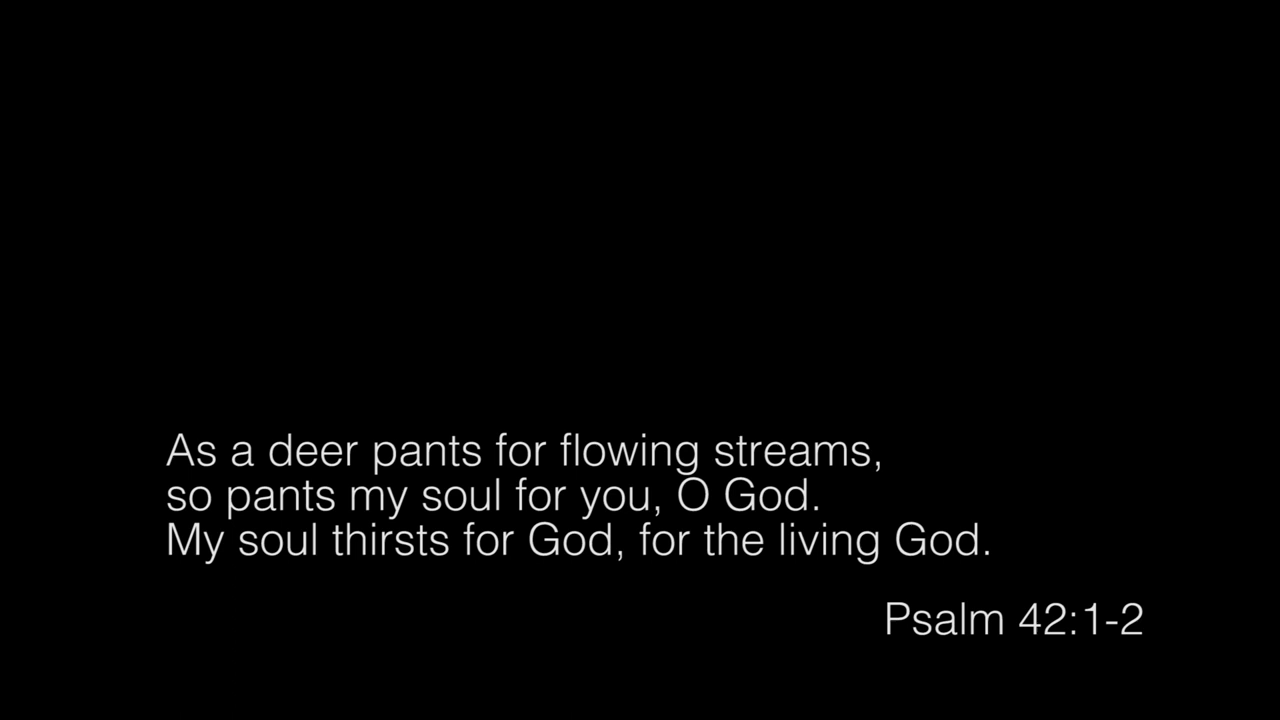 As a deer pants for flowing streams,
so pants my soul for you, O God.
My soul thirsts for God, for the living God.
Psalm 42:1-2